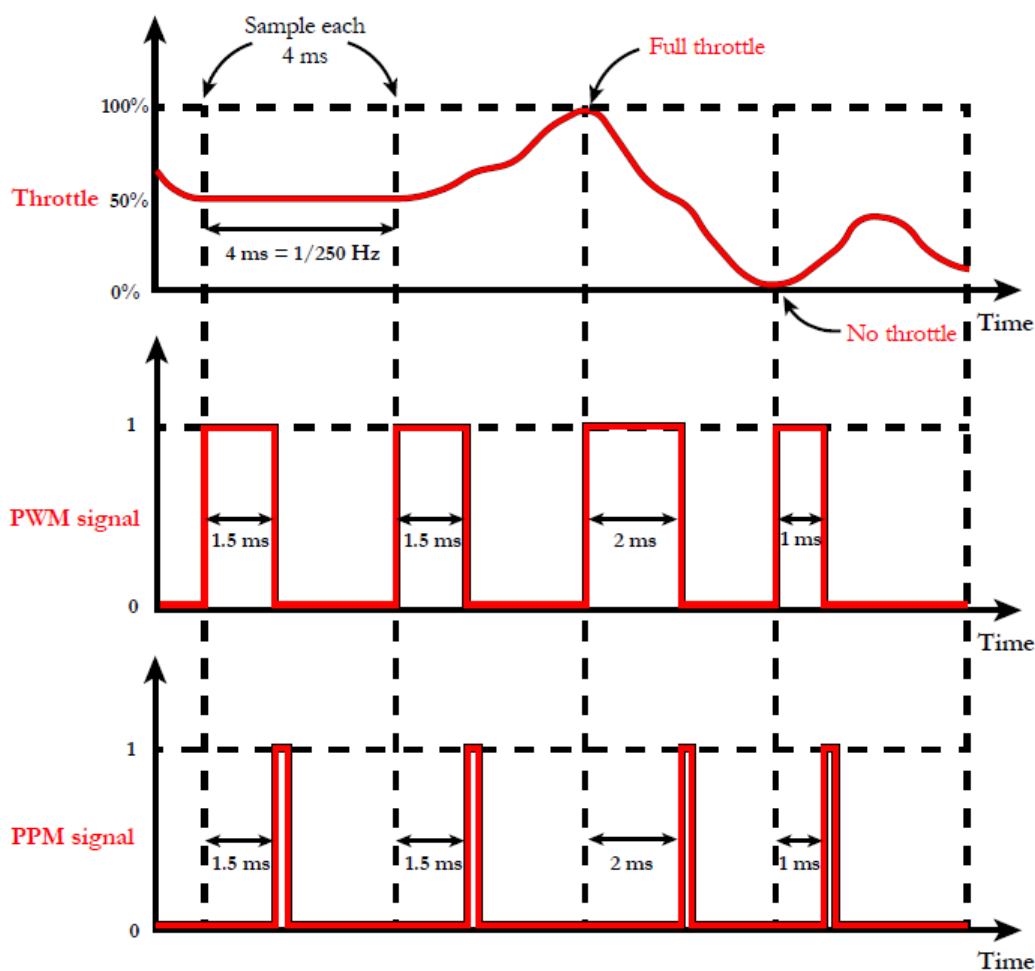 Sample each
4 ms
Full throttle
100%
Throttle
50%
4 ms = 1/250 Hz
0%
Time
No throttle
1
PWM signal
1.5 ms
1.5 ms
2 ms
1 ms
0
Time
1
PPM signal
1.5 ms
1.5 ms
2 ms
1 ms
0
Time